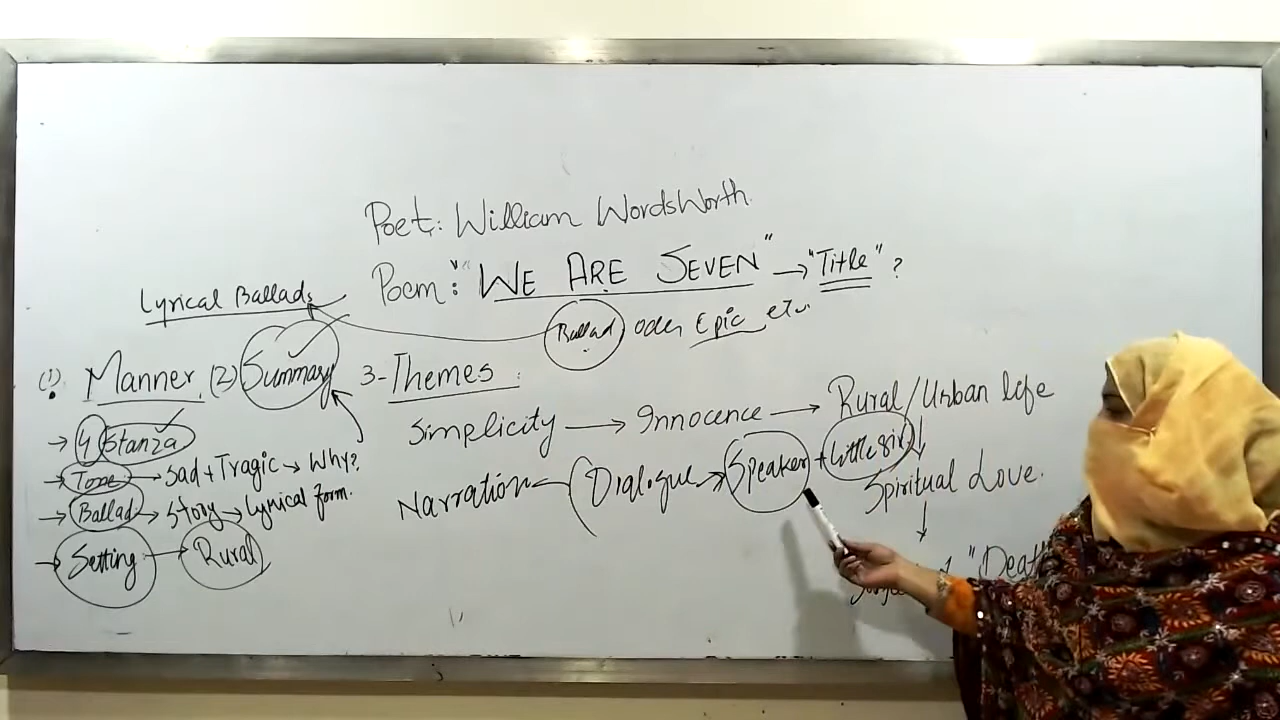 Poet: William WordsWorth.
Poem: "WE ARE SEVEN" → "Title" ?
Lyrical Ballads
Ballad odes Epic etc.
(1) Manner (2) Summary 3- Themes :
Simplicity → Innocence → Rural/Urban life
→ 4 Stanza
→ Tone → Sad + Tragic → Why?
→ Ballad → Story → Lyrical form.
→ Setting → Rural
Narration - Dialogue → Speaker + Little girl
Spiritual Love.
"Death